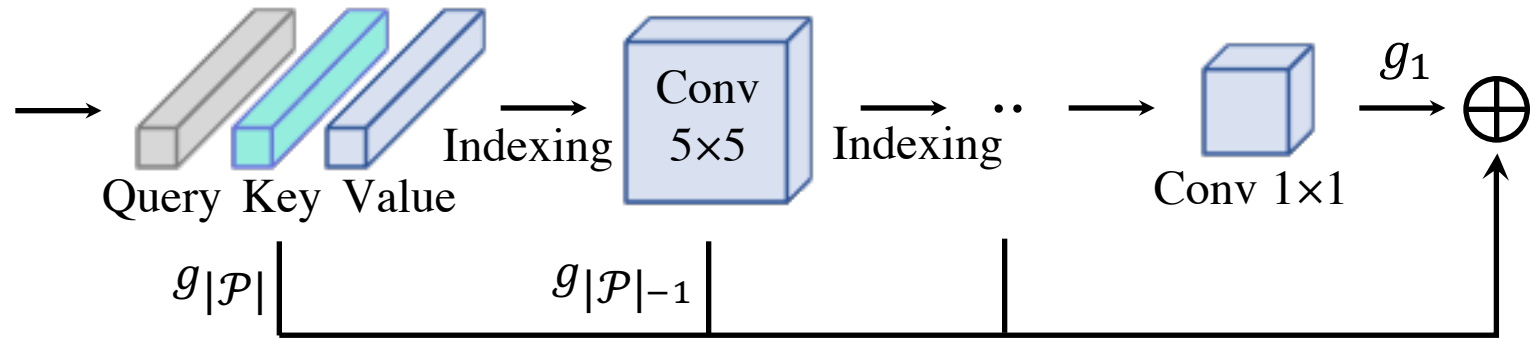 Conv
5×5
g₁
Indexing
Indexing
··
Query Key Value
Conv 1×1
g|𝒫|
g|𝒫|−1